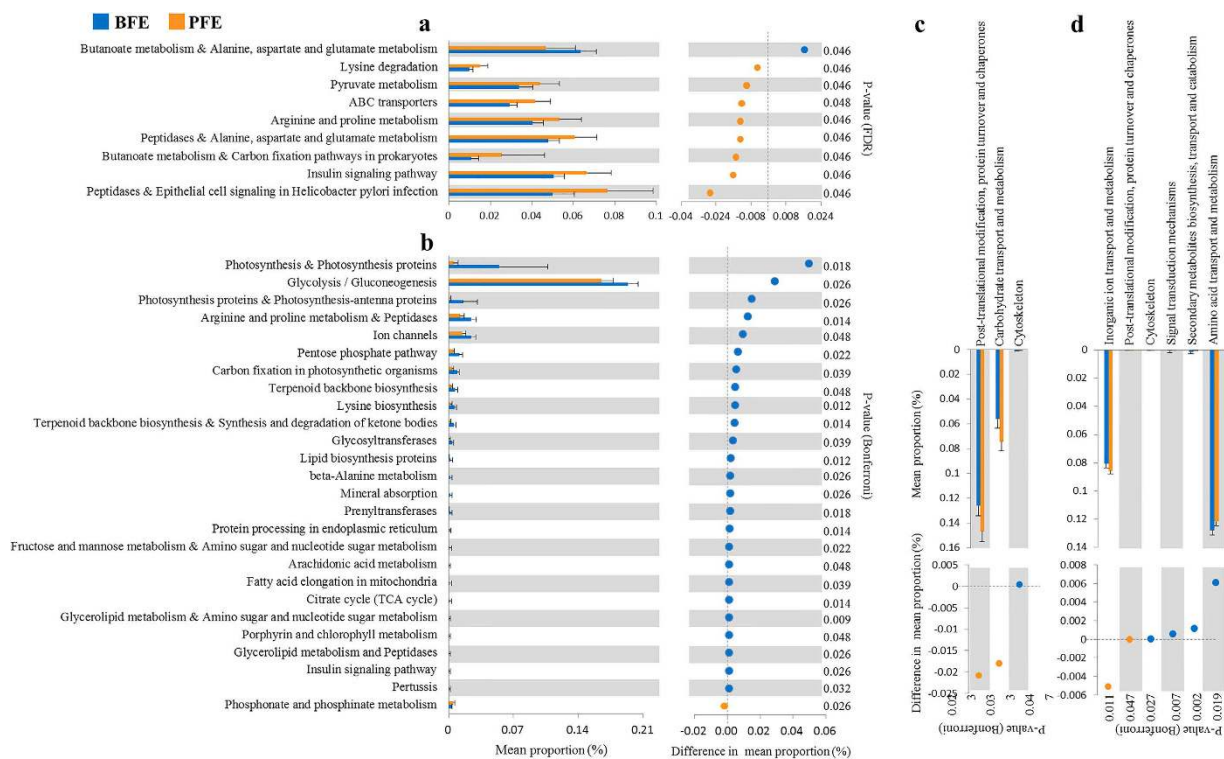 BFE PFE
a
Butanoate metabolism & Alanine, aspartate and glutamate metabolism 0.046
Lysine degradation 0.046
Pyruvate metabolism 0.046
ABC transporters 0.048
Arginine and proline metabolism 0.046
Peptidases & Alanine, aspartate and glutamate metabolism 0.046
Butanoate metabolism & Carbon fixation pathways in prokaryotes 0.046
Insulin signaling pathway 0.046
Peptidases & Epithelial cell signaling in Helicobacter pylori infection 0.046
P-value (FDR)
0 0.02 0.04 0.06 0.08 0.1
-0.04 -0.024 -0.008 0.008 0.024
b
Photosynthesis & Photosynthesis proteins 0.018
Glycolysis / Gluconeogenesis 0.026
Photosynthesis proteins & Photosynthesis-antenna proteins 0.026
Arginine and proline metabolism & Peptidases 0.014
Ion channels 0.048
Pentose phosphate pathway 0.022
Carbon fixation in photosynthetic organisms 0.039
Terpenoid backbone biosynthesis 0.048
Lysine biosynthesis 0.012
Terpenoid backbone biosynthesis & Synthesis and degradation of ketone bodies 0.014
Glycosyltransferases 0.039
Lipid biosynthesis proteins 0.012
beta-Alanine metabolism 0.026
Mineral absorption 0.026
Prenyltransferases 0.018
Protein processing in endoplasmic reticulum 0.014
Fructose and mannose metabolism & Amino sugar and nucleotide sugar metabolism 0.022
Arachidonic acid metabolism 0.048
Fatty acid elongation in mitochondria 0.039
Citrate cycle (TCA cycle) 0.014
Glycerolipid metabolism & Amino sugar and nucleotide sugar metabolism 0.009
Porphyrin and chlorophyll metabolism 0.048
Glycerolipid metabolism and Peptidases 0.026
Insulin signaling pathway 0.026
Pertussis 0.032
Phosphonate and phosphinate metabolism 0.026
P-value (Bonferroni)
0 0.07 0.14 0.21
Mean proportion (%)
-0.02 0 0.02 0.04 0.06
Difference in mean proportion (%)
c
Post-translational modification, protein turnover and chaperones
Carbohydrate transport and metabolism
Cytoskeleton
0
0.02
0.04
0.06
0.08
0.1
0.12
0.14
0.16
Mean proportion (%)
0.005
0
-0.005
-0.01
-0.015
-0.02
-0.025
Difference in mean proportion (%)
0.02
3
0.03
3
0.04
7
P-value (Bonferroni)
d
Inorganic ion transport and metabolism
Post-translational modification, protein turnover and chaperones
Cytoskeleton
Signal transduction mechanisms
Secondary metabolites biosynthesis, transport and catabolism
Amino acid transport and metabolism
0
0.02
0.04
0.06
0.08
0.1
0.12
0.14
0.006
0.004
0.002
0
-0.002
-0.004
-0.006
0.011
0.047
0.027
0.007
0.002
0.019
P-value (Bonferroni)